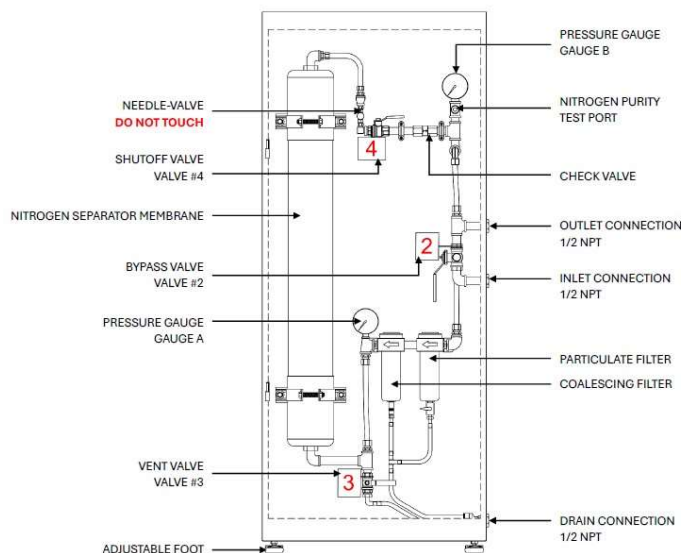 PRESSURE GAUGE
GAUGE B
NEEDLE-VALVE
DO NOT TOUCH
NITROGEN PURITY
TEST PORT
4
SHUTOFF VALVE
VALVE #4
CHECK VALVE
NITROGEN SEPARATOR MEMBRANE
OUTLET CONNECTION
1/2 NPT
2
BYPASS VALVE
VALVE #2
INLET CONNECTION
1/2 NPT
PRESSURE GAUGE
GAUGE A
PARTICULATE FILTER
COALESCING FILTER
VENT VALVE
VALVE #3
3
DRAIN CONNECTION
1/2 NPT
ADJUSTABLE FOOT